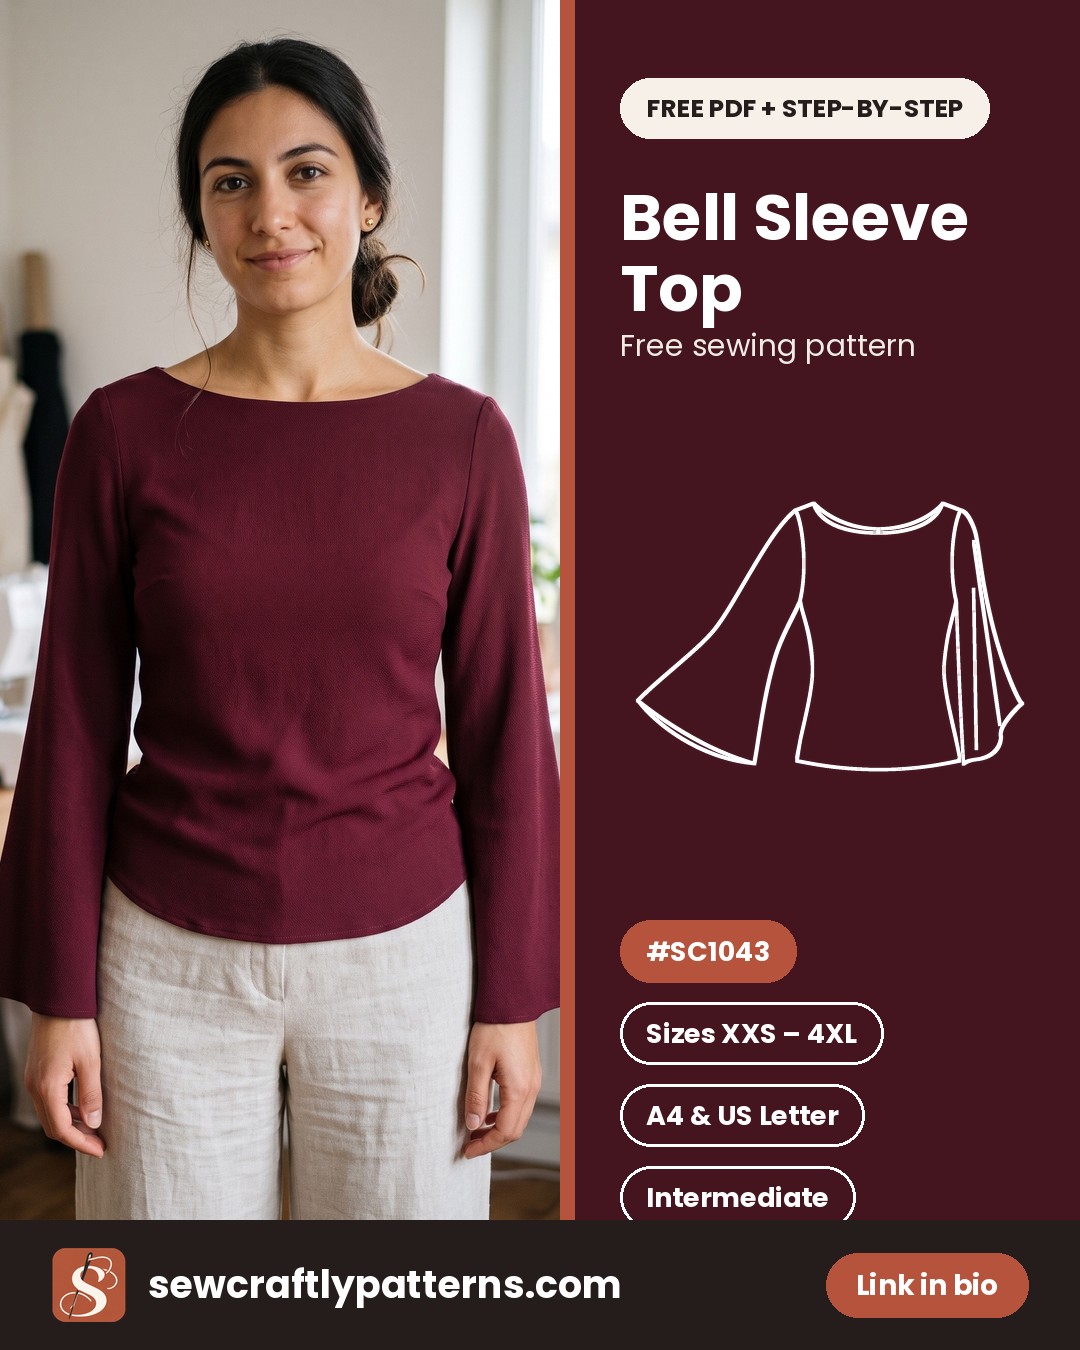 FREE PDF + STEP-BY-STEP
Bell Sleeve
Top
Free sewing pattern
#SC1043
Sizes XXS – 4XL
A4 & US Letter
Intermediate
S
sewcraftlypatterns.com
Link in bio